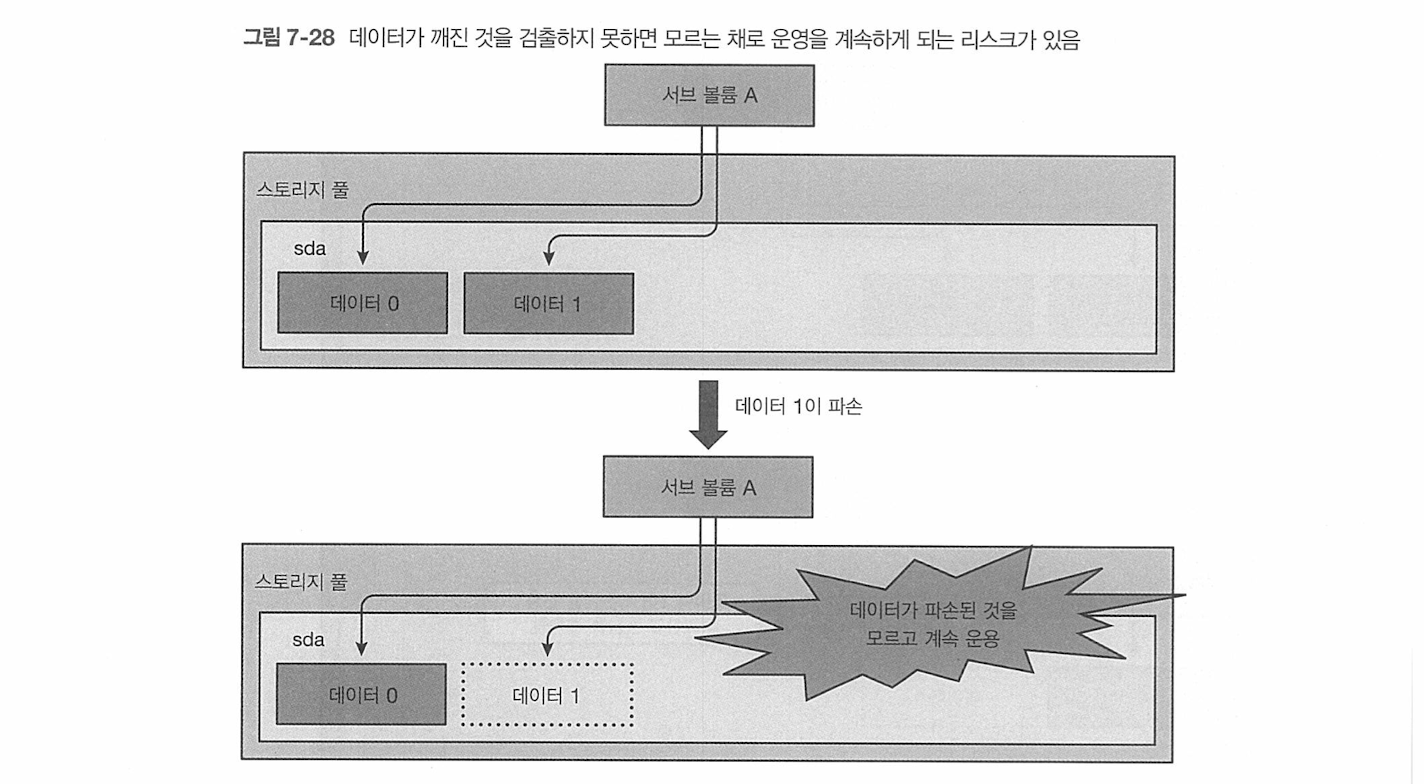 그림 7-28 데이터가 깨진 것을 검출하지 못하면 모르는 채로 운영을 계속하게 되는 리스크가 있음
서브 볼륨 A
스토리지 풀
sda
데이터 0
데이터 1
데이터 1이 파손
서브 볼륨 A
스토리지 풀
데이터가 파손된 것을
모르고 계속 운용
sda
데이터 0
데이터 1